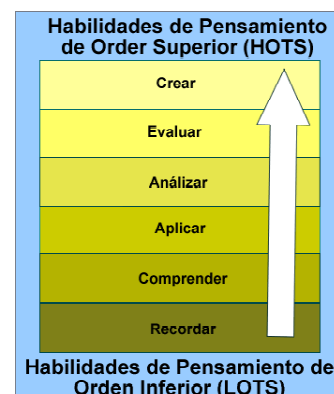 Habilidades de Pensamiento
de Order Superior (HOTS)
Crear
Evaluar
Análizar
Aplicar
Comprender
Recordar
Habilidades de Pensamiento de
Orden Inferior (LOTS)